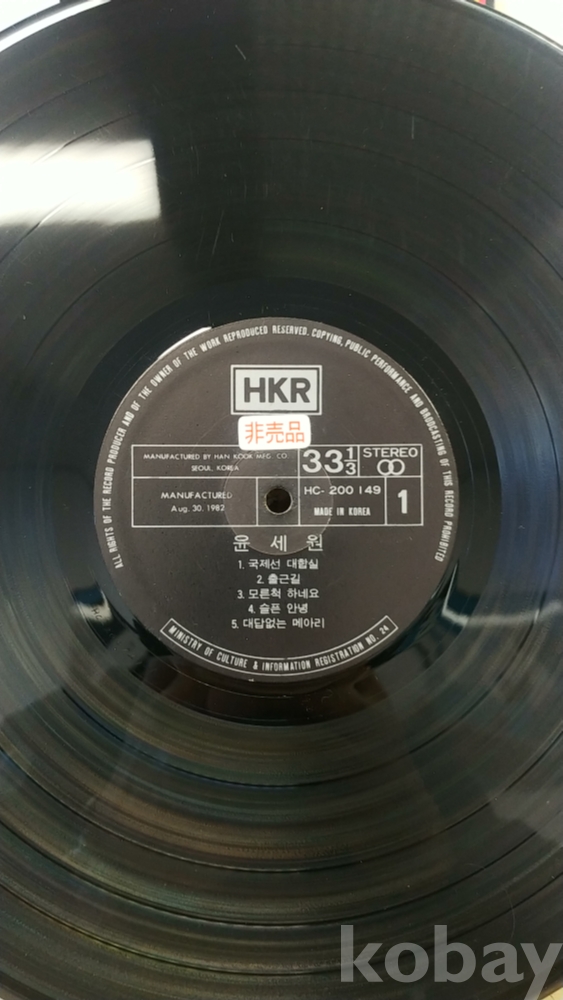 ALL RIGHTS OF THE RECORD PRODUCER AND OF THE OWNER OF THE WORK REPRODUCED RESERVED. COPYING, PUBLIC PERFORMANCE AND BROADCASTING OF THIS RECORD PROHIBITED
HKR
非売品
MANUFACTURED BY HAN KOOK MFG. CO
SEOUL, KOREA
33 1/3
STEREO
MANUFACTURED
Aug. 30. 1982
HC-200149
MADE IN KOREA
1
윤세원
1. 국제선 대합실
2. 출근길
3. 모른척 하네요
4. 슬픈 안녕
5. 대답없는 메아리
MINISTRY OF CULTURE & INFORMATION REGISTRATION NO. 24
kobay